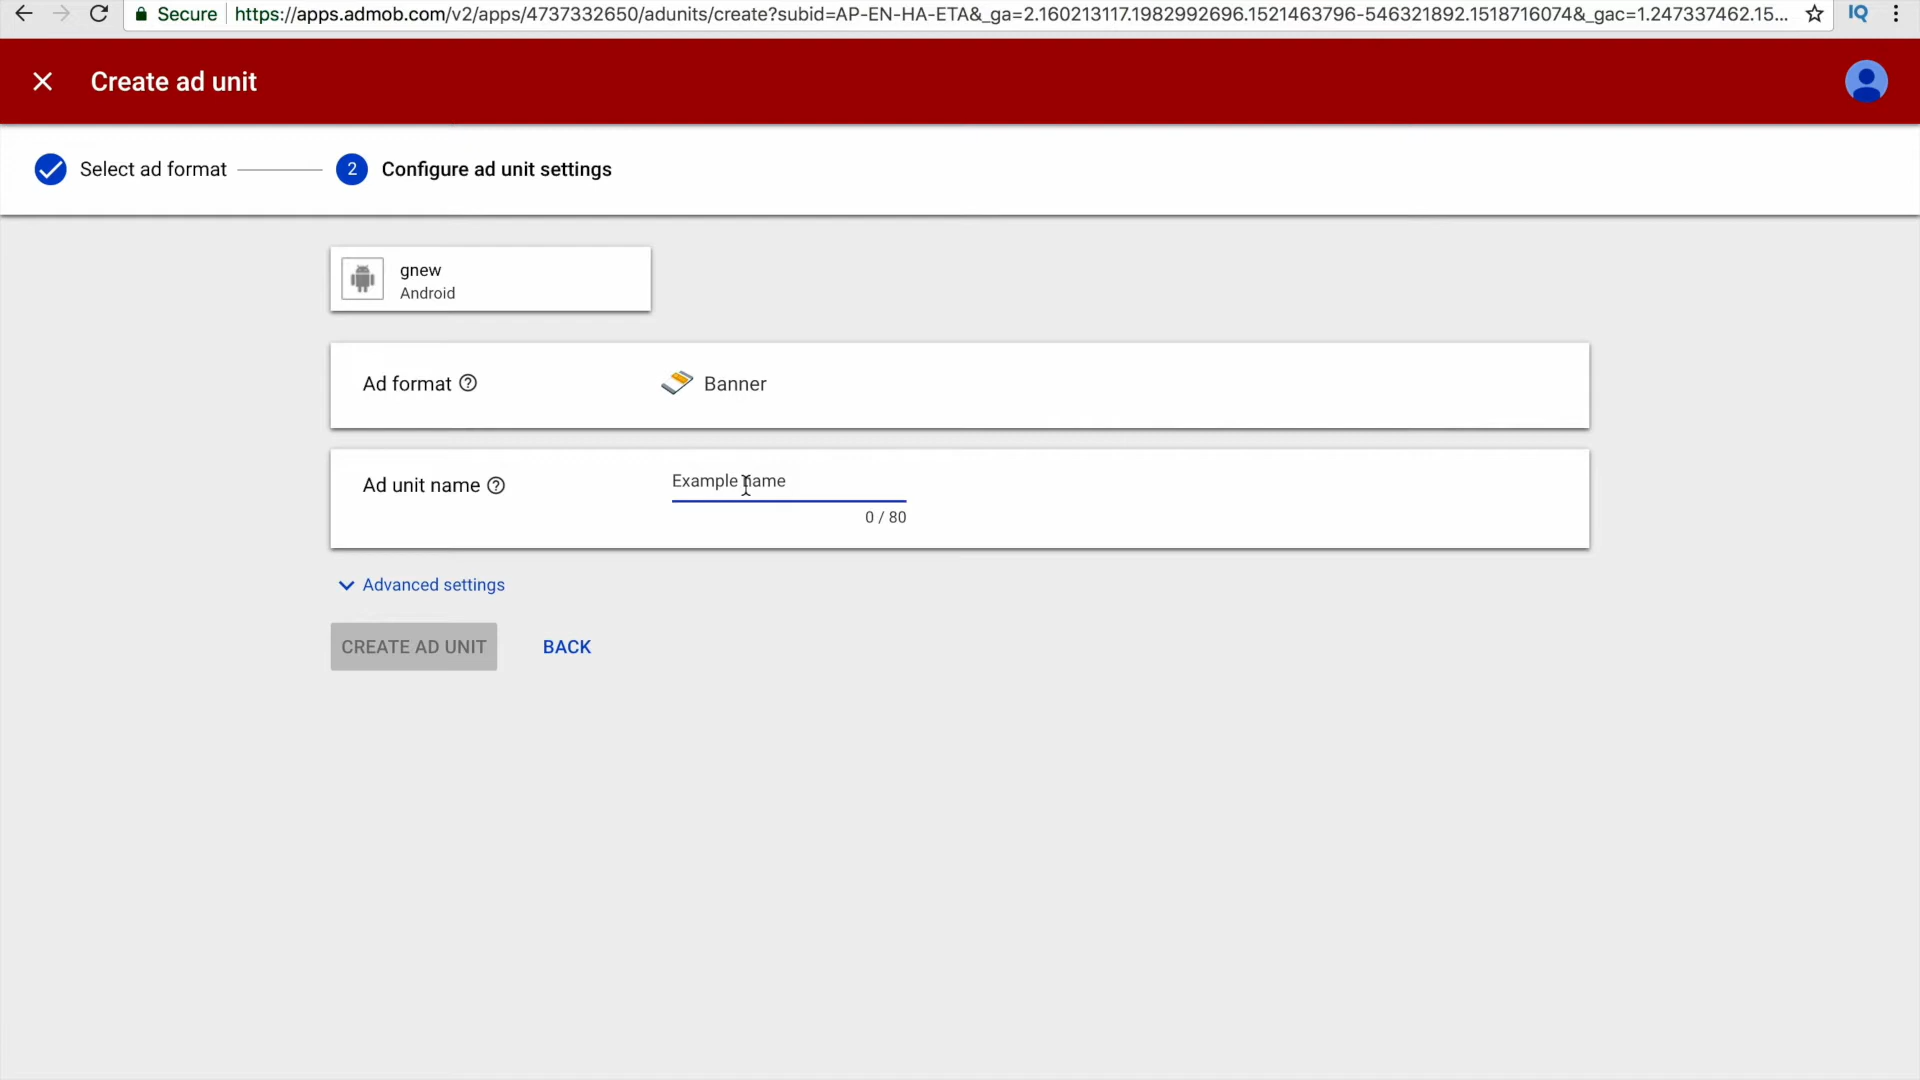 Secure
https://apps.admob.com/v2/apps/4737332650/adunits/create?subid=AP-EN-HA-ETA&_ga=2.160213117.1982992696.1521463796-546321892.1518716074&_gac=1.247337462.15...
IQ
Create ad unit
Select ad format
2
Configure ad unit settings
gnew
Android
Ad format
Banner
Ad unit name
Example name
0 / 80
Advanced settings
CREATE AD UNIT
BACK